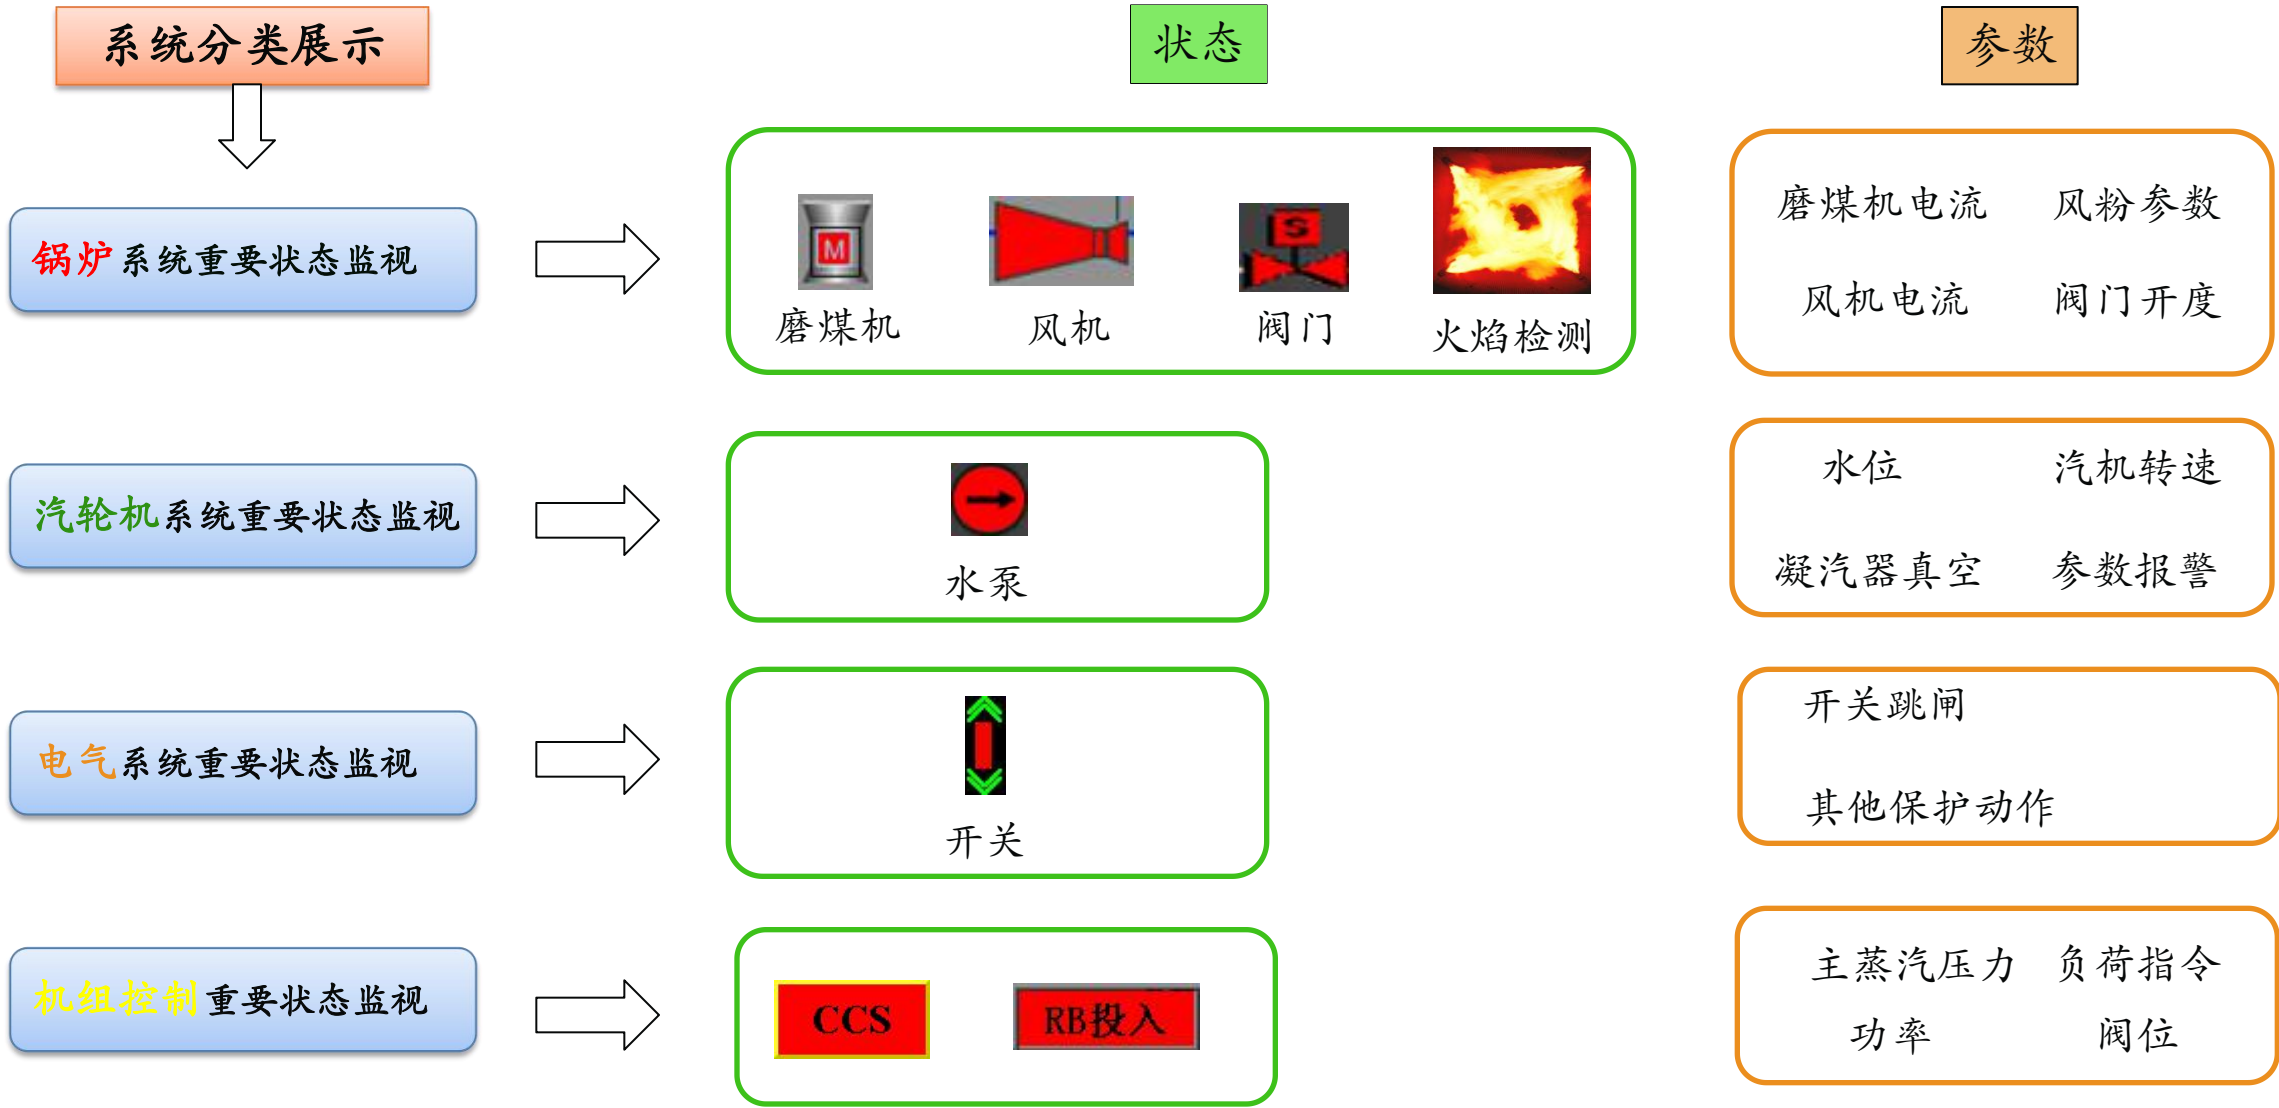 系统分类展示
状态
参数
锅炉系统重要状态监视
M
S
磨煤机
风机
阀门
火焰检测
磨煤机电流
风粉参数
风机电流
阀门开度
汽轮机系统重要状态监视
水泵
水位
汽机转速
凝汽器真空
参数报警
电气系统重要状态监视
开关
开关跳闸
其他保护动作
机组控制重要状态监视
CCS
RB投入
主蒸汽压力
负荷指令
功率
阀位